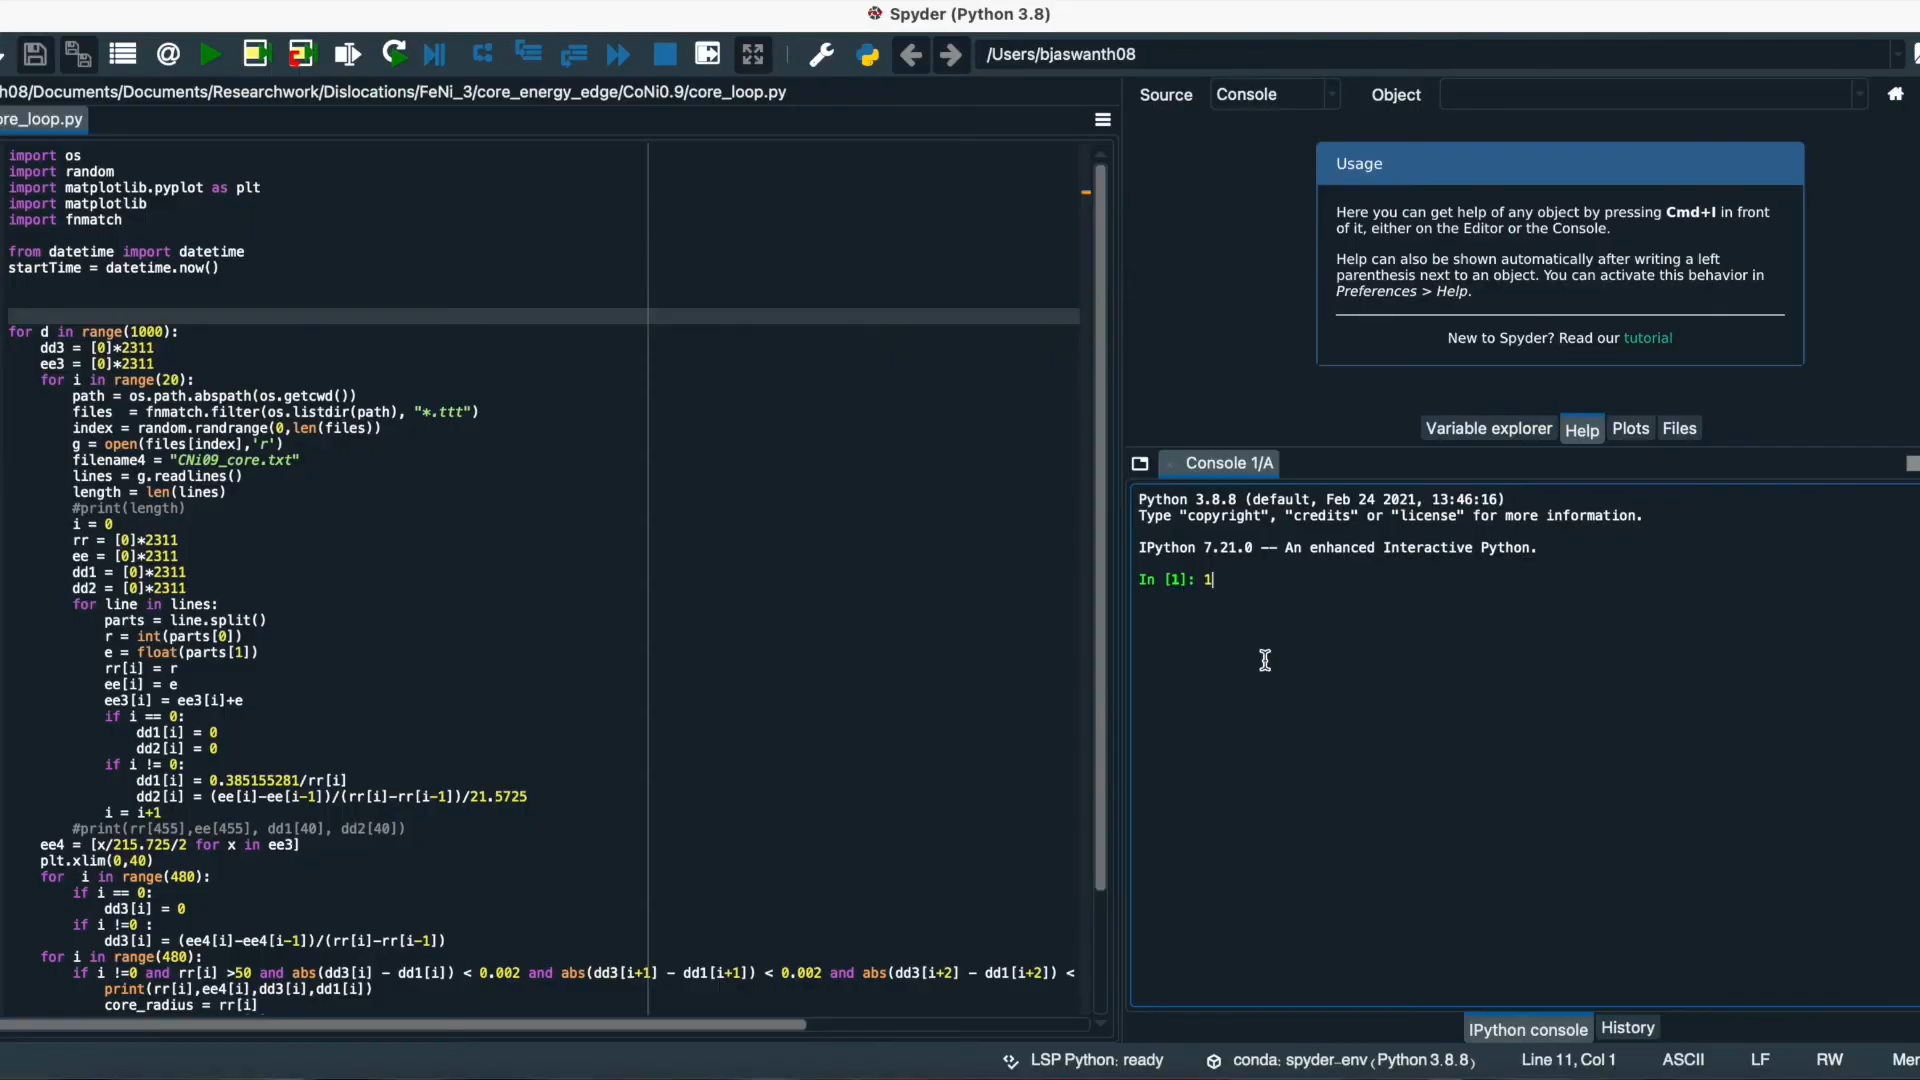 Spyder (Python 3.8)
/Users/bjaswanth08
h08/Documents/Documents/Researchwork/Dislocations/FeNi_3/core_energy_edge/CoNi0.9/core_loop.py
ore_loop.py
import os
import random
import matplotlib.pyplot as plt
import matplotlib
import fnmatch
from datetime import datetime
startTime = datetime.now()
for d in range(1000):
    dd3 = [0]*2311
    ee3 = [0]*2311
    for i in range(20):
        path = os.path.abspath(os.getcwd())
        files  = fnmatch.filter(os.listdir(path), "*.ttt")
        index = random.randrange(0,len(files))
        g = open(files[index],'r')
        filename4 = "CNi09_core.txt"
        lines = g.readlines()
        length = len(lines)
        #print(length)
        i = 0
        rr = [0]*2311
        ee = [0]*2311
        dd1 = [0]*2311
        dd2 = [0]*2311
        for line in lines:
            parts = line.split()
            r = int(parts[0])
            e = float(parts[1])
            rr[i] = r
            ee[i] = e
            ee3[i] = ee3[i]+e
            if i == 0:
                dd1[i] = 0
                dd2[i] = 0
            if i != 0:
                dd1[i] = 0.385155281/rr[i]
                dd2[i] = (ee[i]-ee[i-1])/(rr[i]-rr[i-1])/21.5725
            i = i+1
        #print(rr[455],ee[455], dd1[40], dd2[40])
    ee4 = [x/215.725/2 for x in ee3]
    plt.xlim(0,40)
    for  i in range(480):
        if i == 0:
            dd3[i] = 0
        if i !=0 :
            dd3[i] = (ee4[i]-ee4[i-1])/(rr[i]-rr[i-1])
    for i in range(480):
        if i !=0 and rr[i] >50 and abs(dd3[i] - dd1[i]) < 0.002 and abs(dd3[i+1] - dd1[i+1]) < 0.002 and abs(dd3[i+2] - dd1[i+2]) <
            print(rr[i],ee4[i],dd3[i],dd1[i])
            core_radius = rr[i]
Source Console Object
Usage
Here you can get help of any object by pressing Cmd+I in front
of it, either on the Editor or the Console.
Help can also be shown automatically after writing a left
parenthesis next to an object. You can activate this behavior in
Preferences > Help.
New to Spyder? Read our tutorial
Variable explorer Help Plots Files
Console 1/A
Python 3.8.8 (default, Feb 24 2021, 13:46:16)
Type "copyright", "credits" or "license" for more information.
IPython 7.21.0 -- An enhanced Interactive Python.
In [1]: 1
IPython console History
LSP Python: ready conda: spyder-env (Python 3.8.8) Line 11, Col 1 ASCII LF RW Mer